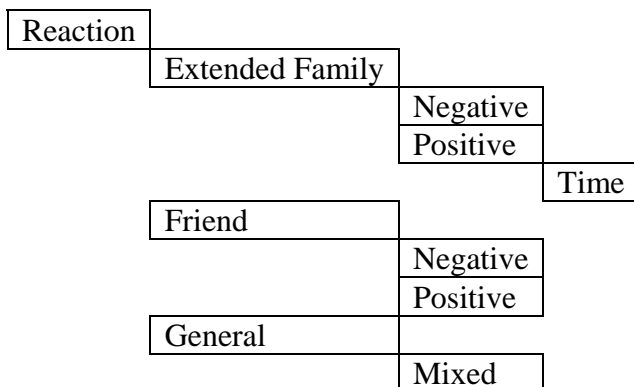 Reaction
Extended Family
Negative
Positive
Time
Friend
Negative
Positive
General
Mixed